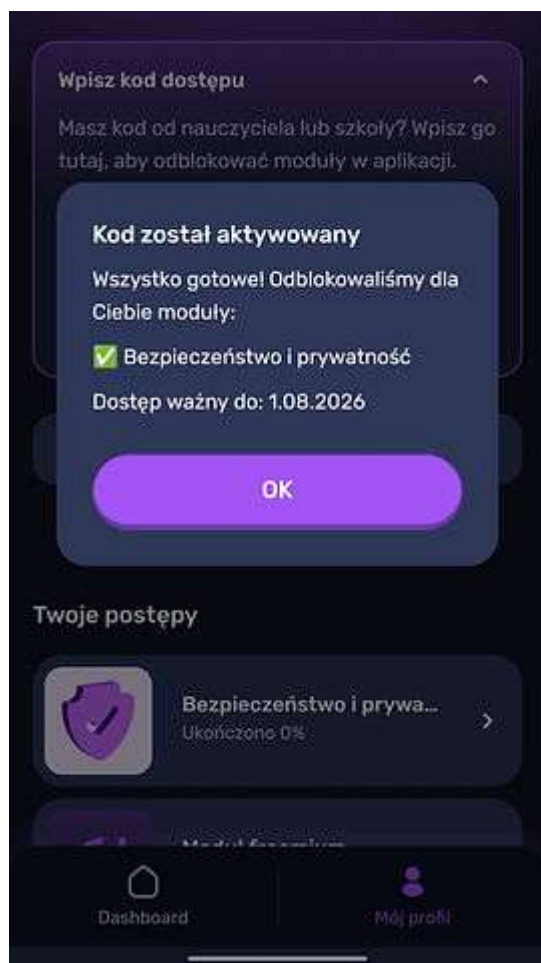 Wpisz kod dostępu
Masz kod od nauczyciela lub szkoły? Wpisz go
tutaj, aby odblokować moduły w aplikacji.
Kod został aktywowany
Wszystko gotowe! Odblokowaliśmy dla
Ciebie moduły:
✅ Bezpieczeństwo i prywatność
Dostęp ważny do: 1.08.2026
OK
Twoje postępy
Bezpieczeństwo i prywa...
Ukończono 0%
Dashboard
Mój profil